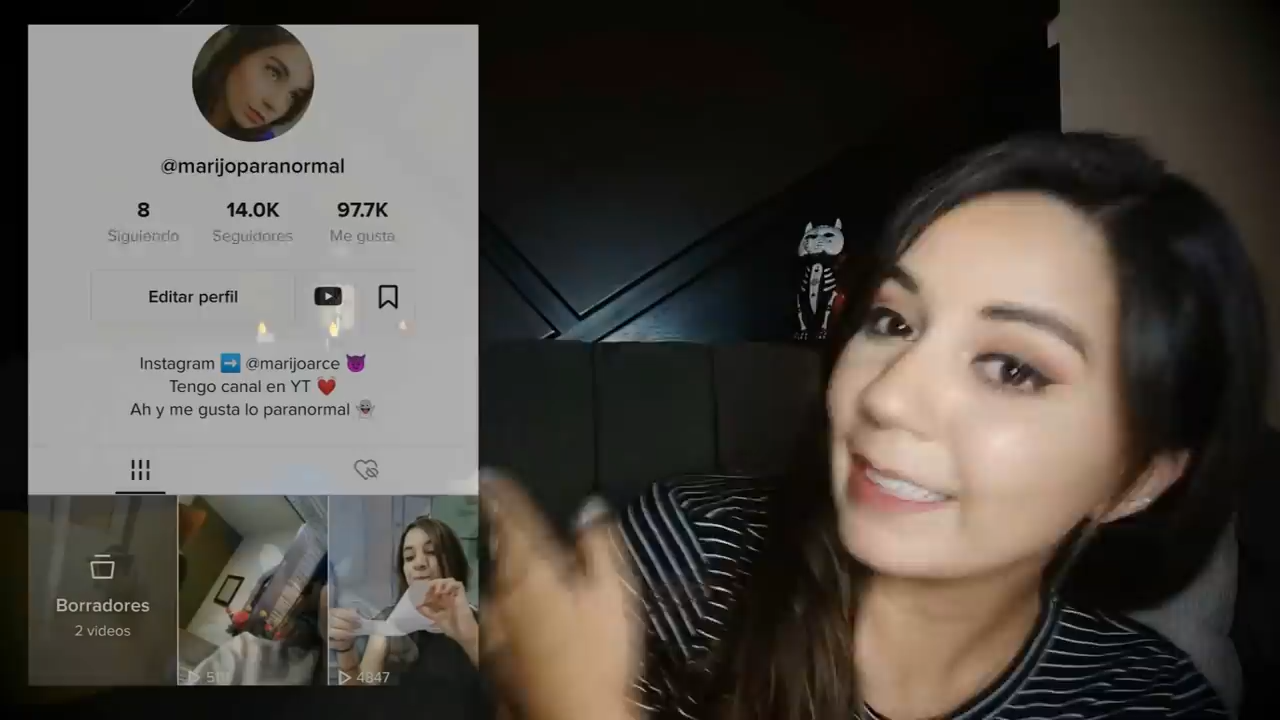 @marijoparanormal
8 14.0K 97.7K
Siguiendo Seguidores Me gusta
Editar perfil
Instagram ➡️ @marijoarce 😈
Tengo canal en YT ❤️
Ah y me gusta lo paranormal 👻
Borradores
2 videos
4847